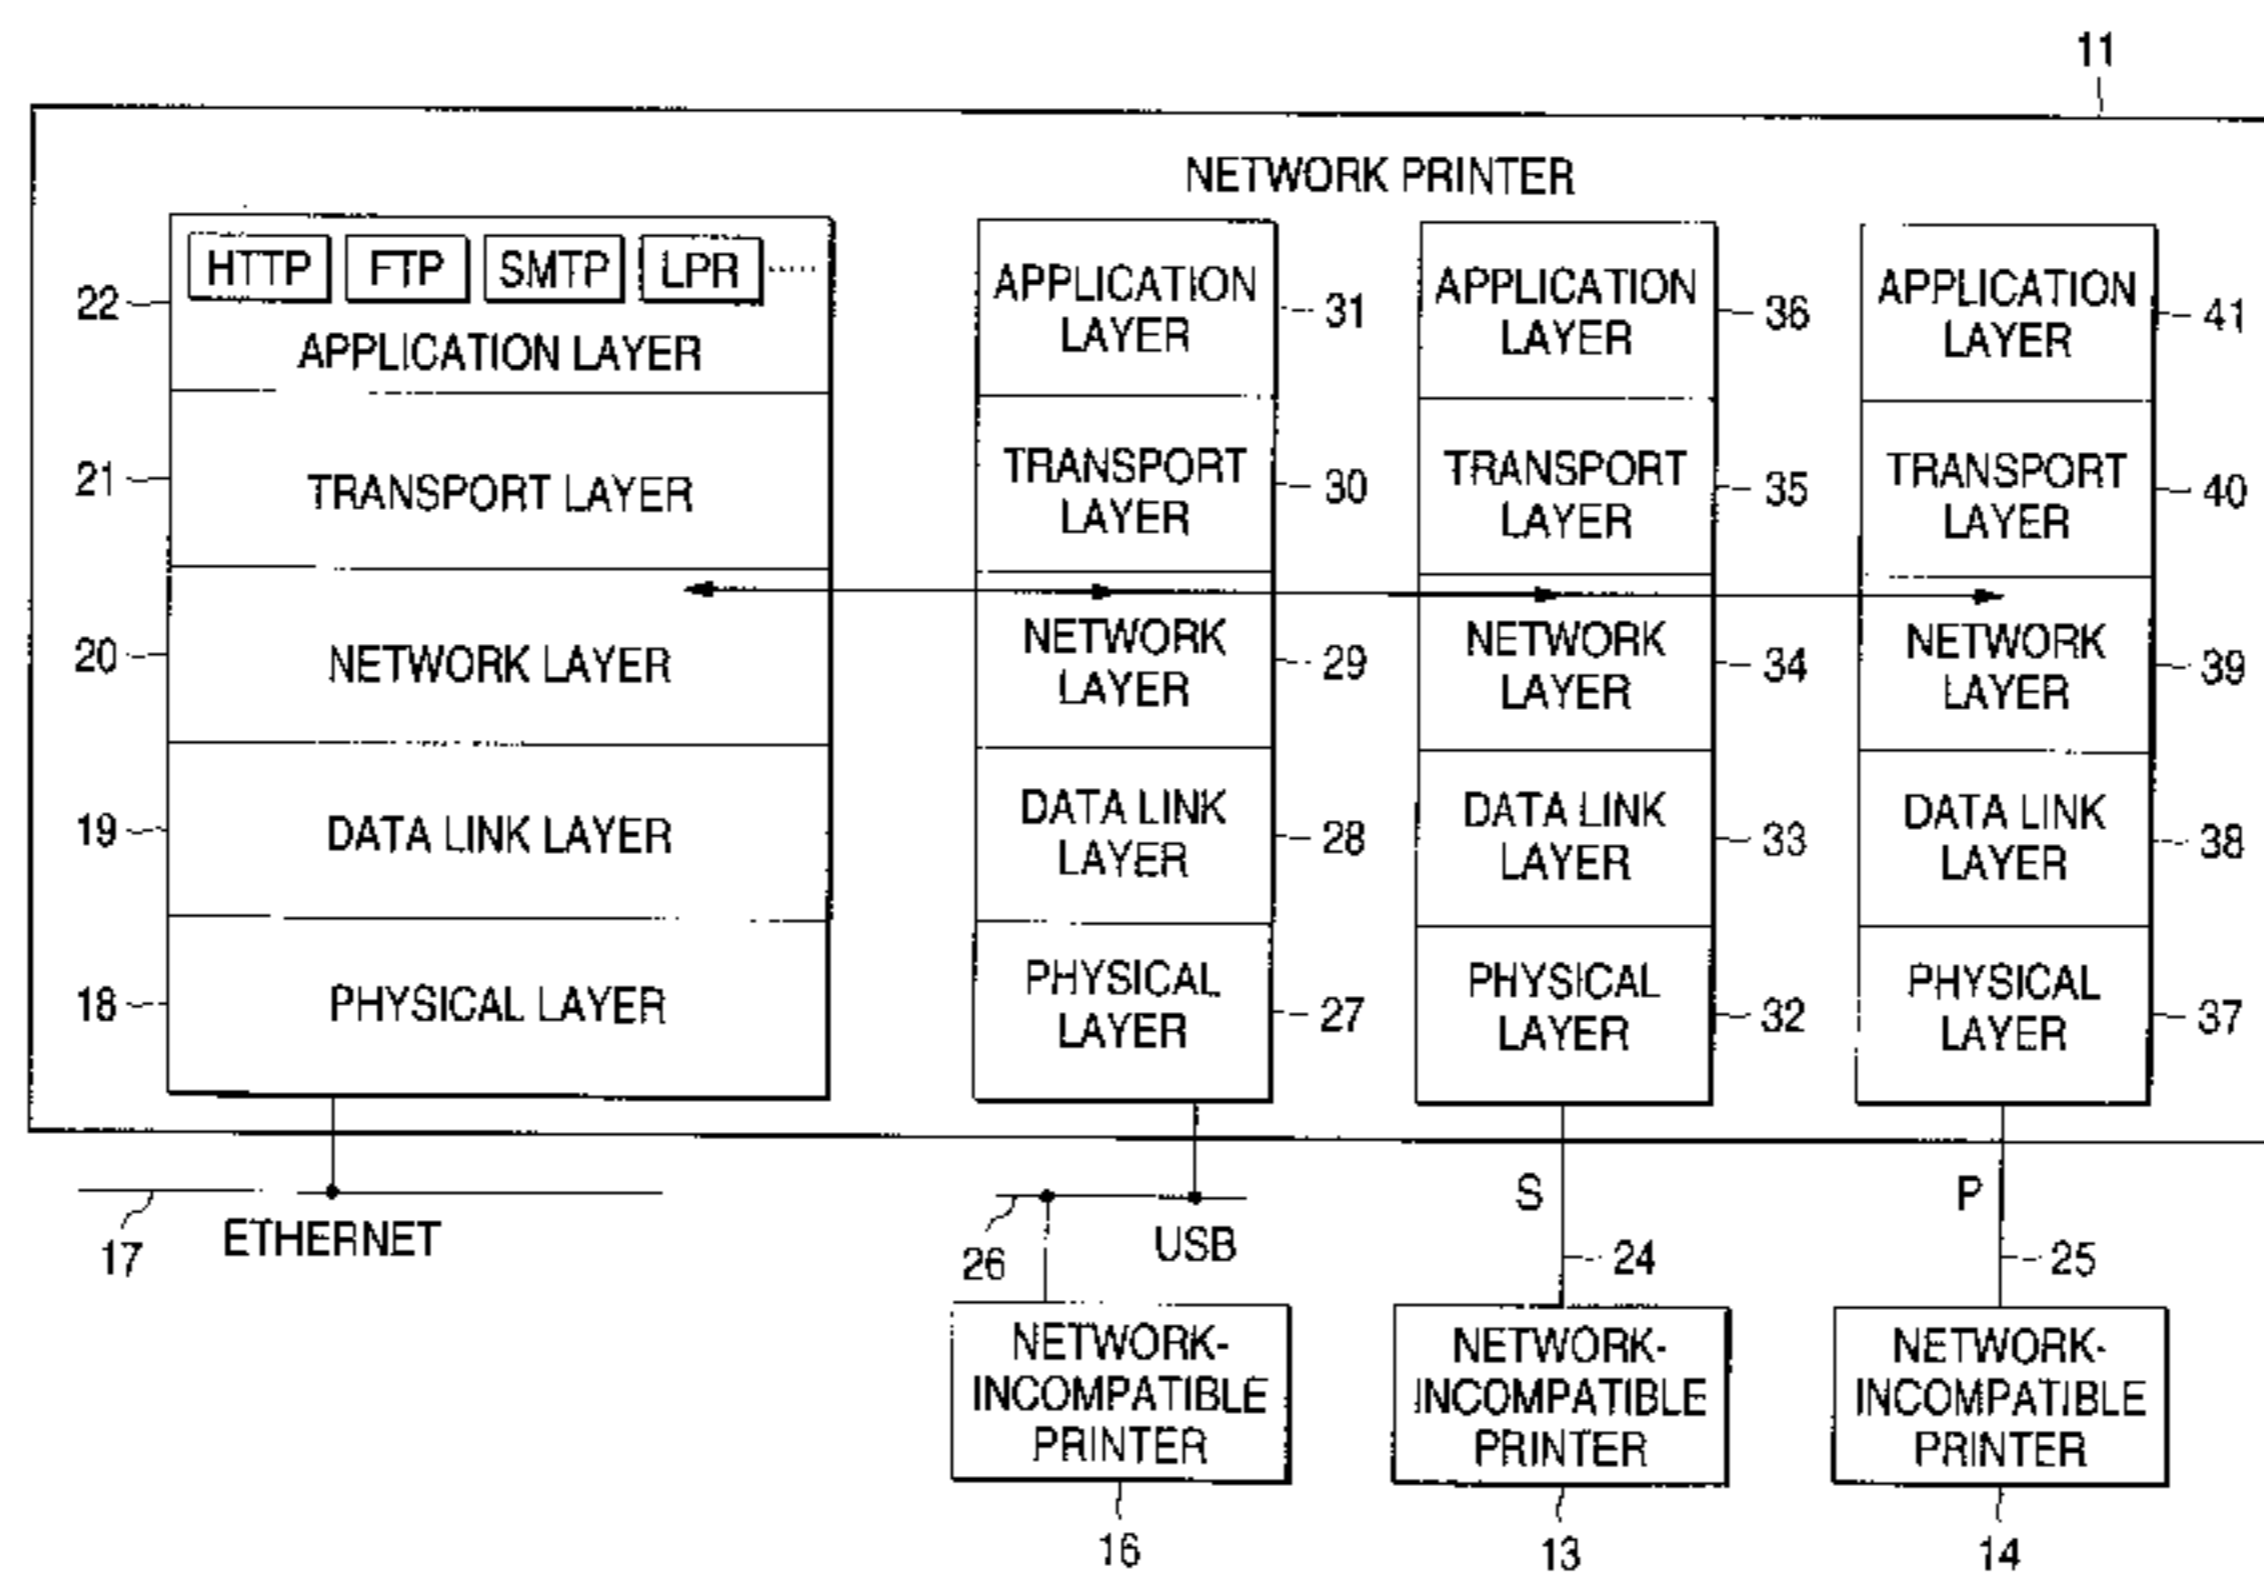 11
NETWORK PRINTER
HTTP FTP SMTP LPR
22
APPLICATION LAYER
21
TRANSPORT LAYER
20
NETWORK LAYER
19
DATA LINK LAYER
18
PHYSICAL LAYER
APPLICATION
LAYER
31
TRANSPORT
LAYER
30
NETWORK
LAYER
29
DATA LINK
LAYER
28
PHYSICAL
LAYER
27
APPLICATION
LAYER
36
TRANSPORT
LAYER
35
NETWORK
LAYER
34
DATA LINK
LAYER
33
PHYSICAL
LAYER
32
APPLICATION
LAYER
41
TRANSPORT
LAYER
40
NETWORK
LAYER
39
DATA LINK
LAYER
38
PHYSICAL
LAYER
37
17
ETHERNET
26
USB
S
24
P
25
NETWORK-
INCOMPATIBLE
PRINTER
16
NETWORK-
INCOMPATIBLE
PRINTER
13
NETWORK-
INCOMPATIBLE
PRINTER
14